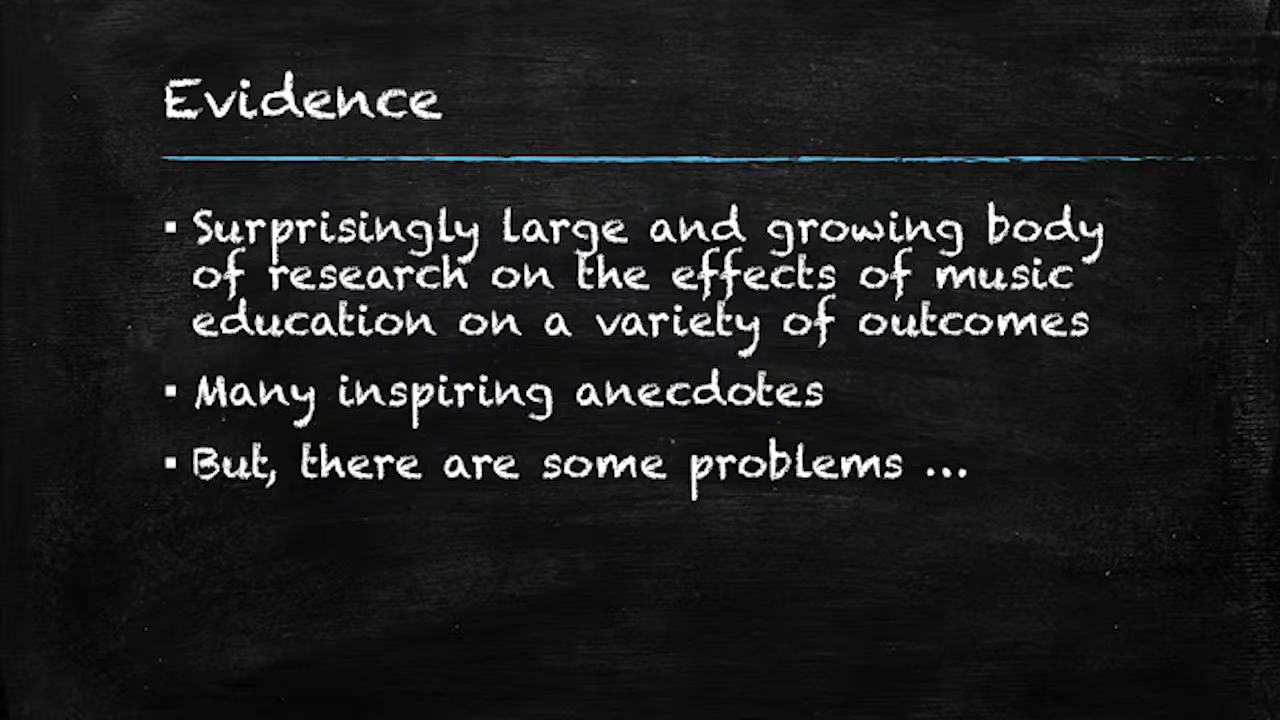 Evidence
▪ Surprisingly large and growing body
of research on the effects of music
education on a variety of outcomes
▪ Many inspiring anecdotes
▪ But, there are some problems ...